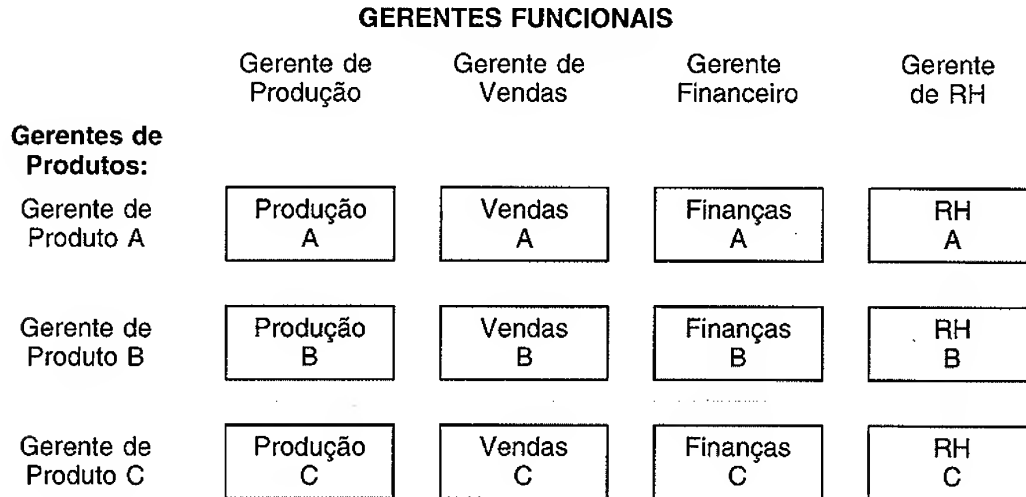 GERENTES FUNCIONAIS
Gerente de Gerente de Gerente Gerente
Produção Vendas Financeiro de RH
Gerentes de
Produtos:
Gerente de Produção Vendas Finanças RH
Produto A A A A A
Gerente de Produção Vendas Finanças RH
Produto B B B B B
Gerente de Produção Vendas Finanças RH
Produto C C C C C